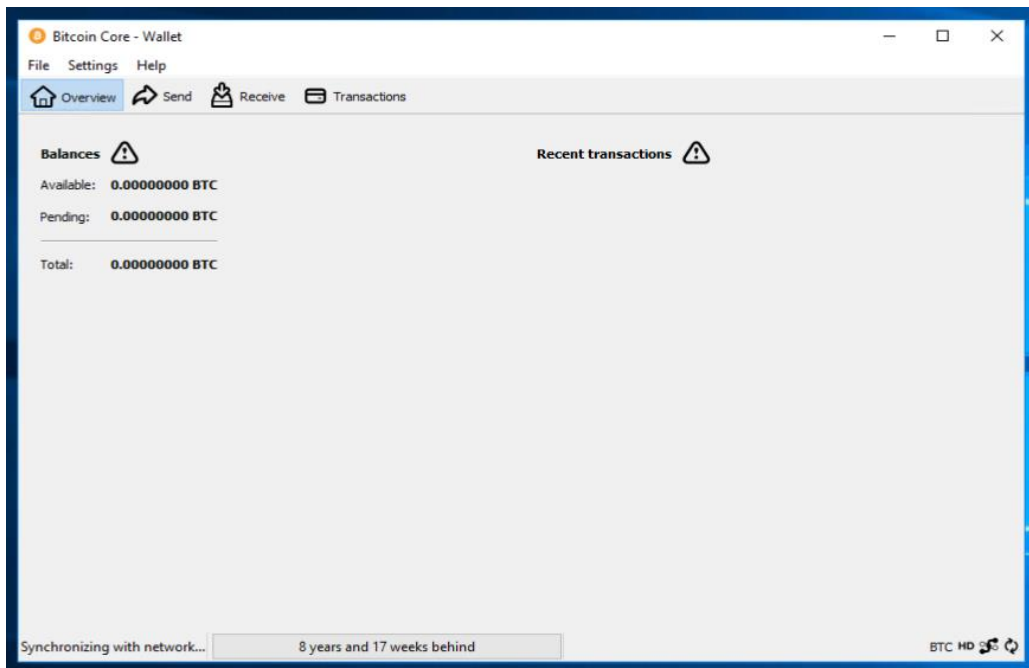 Bitcoin Core - Wallet
File Settings Help
Overview Send Receive Transactions
Balances
Recent transactions
Available: 0.00000000 BTC
Pending: 0.00000000 BTC
Total: 0.00000000 BTC
Synchronizing with network... 8 years and 17 weeks behind BTC HD